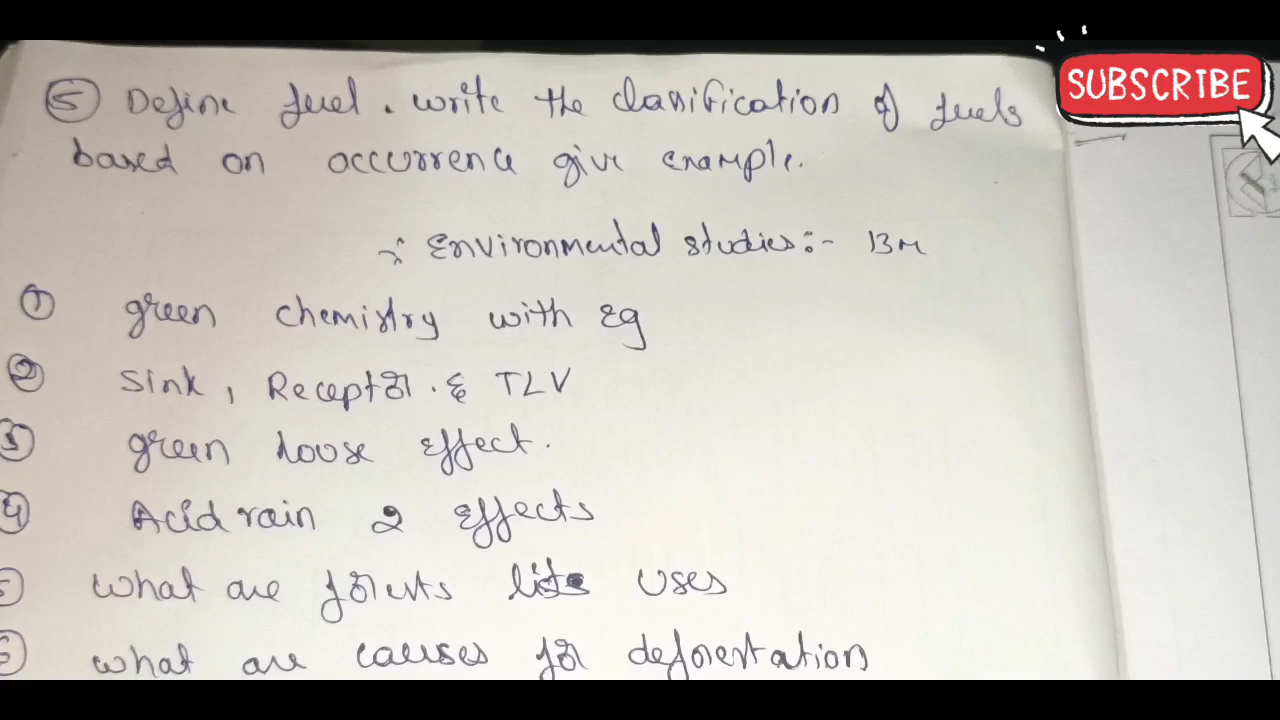 SUBSCRIBE
5 Define fuel. write the classification of fuels
based on occurrence give example.
Environmental studies:- 13M
1 green chemistry with Eg
2 Sink, Receptor & TLV
3 green house effect.
4 Acid rain 2 effects
5 what are forests list uses
6 what are causes for deforestation